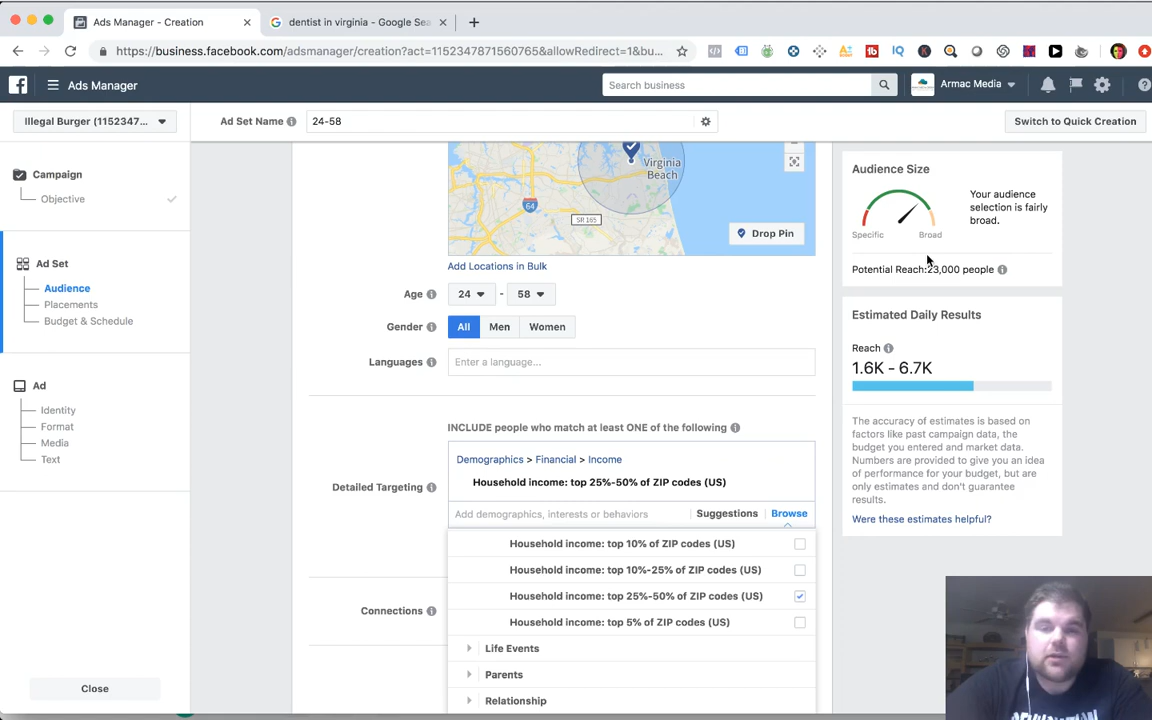 Ads Manager - Creation
dentist in virginia - Google Sea
https://business.facebook.com/adsmanager/creation?act=1152347871560765&allowRedirect=1&bu...
Ads Manager
Search business
Armac Media
Illegal Burger (1152347...
Ad Set Name
24-58
Switch to Quick Creation
Campaign
Objective
Ad Set
Audience
Placements
Budget & Schedule
Ad
Identity
Format
Media
Text
Close
Virginia
Beach
64
SR 165
Drop Pin
Add Locations in Bulk
Age
24 - 58
Gender
All Men Women
Languages
Enter a language...
INCLUDE people who match at least ONE of the following
Detailed Targeting
Demographics > Financial > Income
Household income: top 25%-50% of ZIP codes (US)
Add demographics, interests or behaviors
Suggestions
Browse
Household income: top 10% of ZIP codes (US)
Household income: top 10%-25% of ZIP codes (US)
Household income: top 25%-50% of ZIP codes (US)
Household income: top 5% of ZIP codes (US)
Life Events
Parents
Relationship
Connections
Audience Size
Specific
Broad
Your audience
selection is fairly
broad.
Potential Reach:23,000 people
Estimated Daily Results
Reach
1.6K - 6.7K
The accuracy of estimates is based on
factors like past campaign data, the
budget you entered and market data.
Numbers are provided to give you an idea
of performance for your budget, but are
only estimates and don't guarantee
results.
Were these estimates helpful?